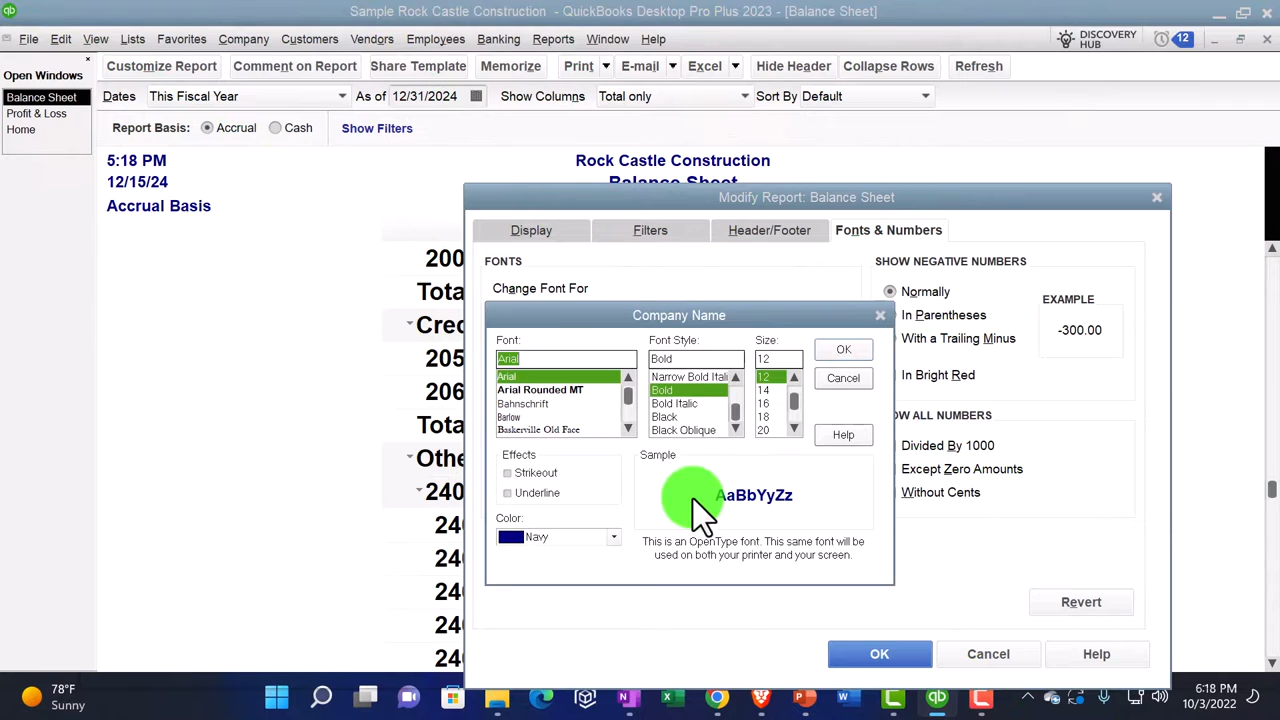 qb Sample Rock Castle Construction - QuickBooks Desktop Pro Plus 2023 - [Balance Sheet]
File Edit View Lists Favorites Company Customers Vendors Employees Banking Reports Window Help DISCOVERY HUB 12
Open Windows Customize Report Comment on Report Share Template Memorize Print E-mail Excel Hide Header Collapse Rows Refresh
Balance Sheet Dates This Fiscal Year As of 12/31/2024 Show Columns Total only Sort By Default
Profit & Loss
Home Report Basis: Accrual Cash Show Filters
5:18 PM Rock Castle Construction
12/15/24 Balance Sheet
Accrual Basis
Modify Report: Balance Sheet
Display Filters Header/Footer Fonts & Numbers
FONTS SHOW NEGATIVE NUMBERS
Change Font For Normally EXAMPLE
In Parentheses -300.00
With a Trailing Minus
In Bright Red
Divided By 1000
Except Zero Amounts
Without Cents
Revert
OK Cancel Help
Company Name
Font: Font Style: Size:
Arial Bold 12 OK
Arial 12
Arial Rounded MT Bold 14 Cancel
Bahnschrift Bold Italic 16
Barlow Black 18
Baskerville Old Face Black Oblique 20 Help
Effects Sample
Strikeout
Underline AaBbYyZz
Color:
Navy
This is an OpenType font. This same font will
be used on both your printer and your screen.
200
Tota
Cred
205
206
Tota
Othe
240
240
240
240
240
78°F
Sunny
6:18 PM
10/3/2022